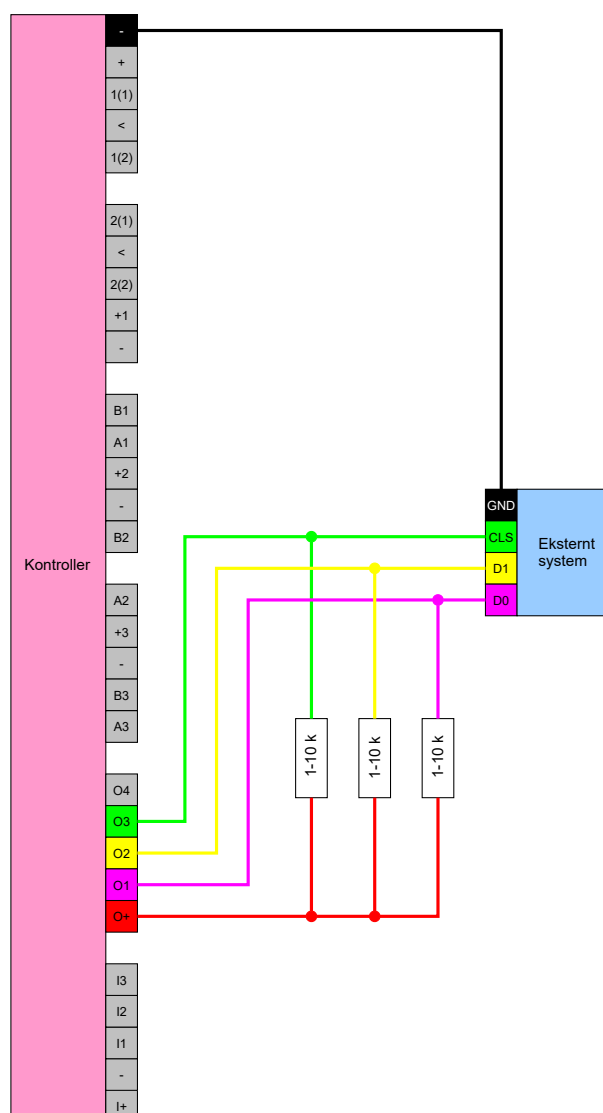 -
+
1(1)
<
1(2)
2(1)
<
2(2)
+1
-
B1
A1
+2
-
B2
Kontroller
A2
+3
-
B3
A3
O4
O3
O2
O1
O+
I3
I2
I1
-
I+
GND
CLS
D1
D0
Eksternt
system
1-10 k
1-10 k
1-10 k